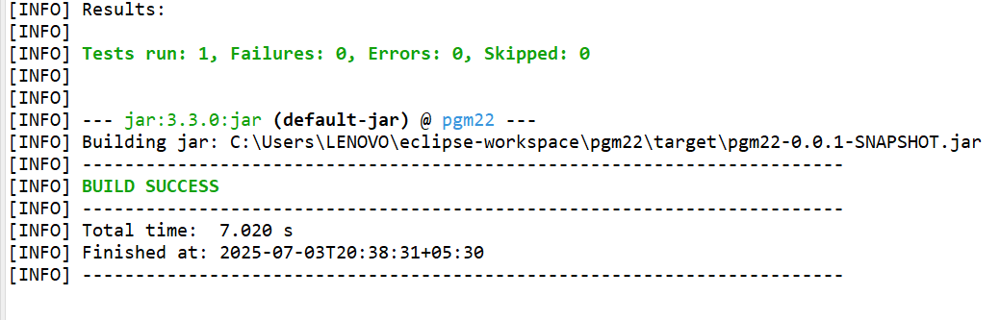 [INFO] Results:
[INFO]
[INFO] Tests run: 1, Failures: 0, Errors: 0, Skipped: 0
[INFO]
[INFO]
[INFO] --- jar:3.3.0:jar (default-jar) @ pgm22 ---
[INFO] Building jar: C:\Users\LENOVO\eclipse-workspace\pgm22\target\pgm22-0.0.1-SNAPSHOT.jar
[INFO] ------------------------------------------------------------------------
[INFO] BUILD SUCCESS
[INFO] ------------------------------------------------------------------------
[INFO] Total time:  7.020 s
[INFO] Finished at: 2025-07-03T20:38:31+05:30
[INFO] ------------------------------------------------------------------------